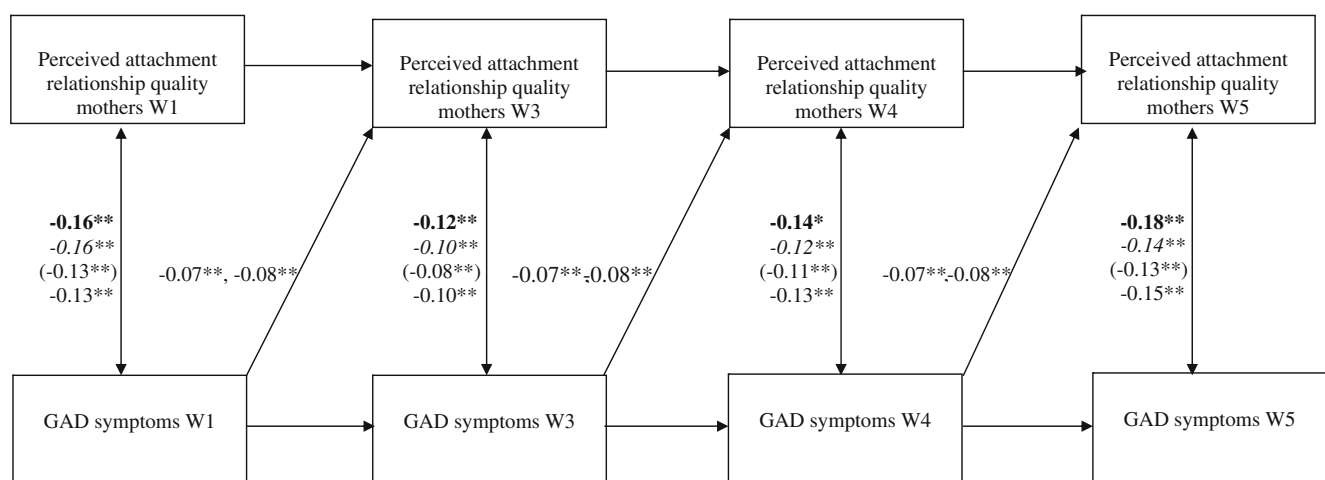 Perceived attachment
relationship quality
mothers W1
Perceived attachment
relationship quality
mothers W3
Perceived attachment
relationship quality
mothers W4
Perceived attachment
relationship quality
mothers W5
-0.16**
-0.16**
(-0.13**)
-0.13**
-0.07**, -0.08**
-0.12**
-0.10**
(-0.08**)
-0.10**
-0.07**,-0.08**
-0.14*
-0.12**
(-0.11**)
-0.13**
-0.07**,-0.08**
-0.18**
-0.14**
(-0.13**)
-0.15**
GAD symptoms W1
GAD symptoms W3
GAD symptoms W4
GAD symptoms W5